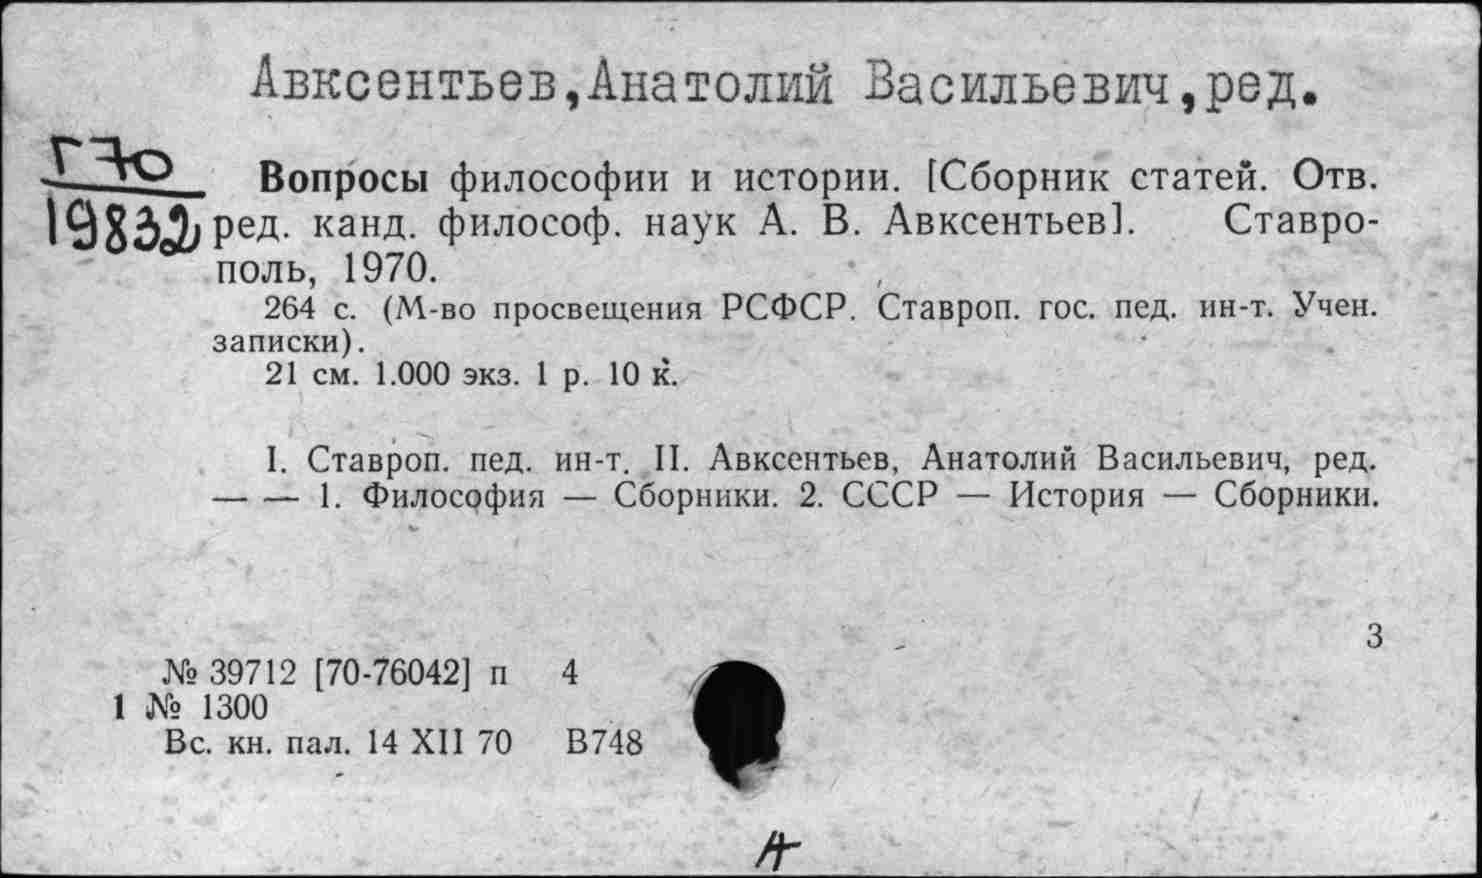 Авксентьев,Анатолий Васильевич,ред.
Г70
19832
Вопросы философии и истории. [Сборник статей. Отв.
ред. канд. философ. наук А. В. Авксентьев]. Ставро-
поль, 1970.
264 с. (М-во просвещения РСФСР. Ставроп. гос. пед. ин-т. Учен.
записки).
21 см. 1.000 экз. 1 р. 10 к.
I. Ставроп. пед. ин-т. II. Авксентьев, Анатолий Васильевич, ред.
— — 1. Философия — Сборники. 2. СССР — История — Сборники.
3
№ 39712 [70-76042] п 4
1 № 1300
Вс. кн. пал. 14 XII 70 В748